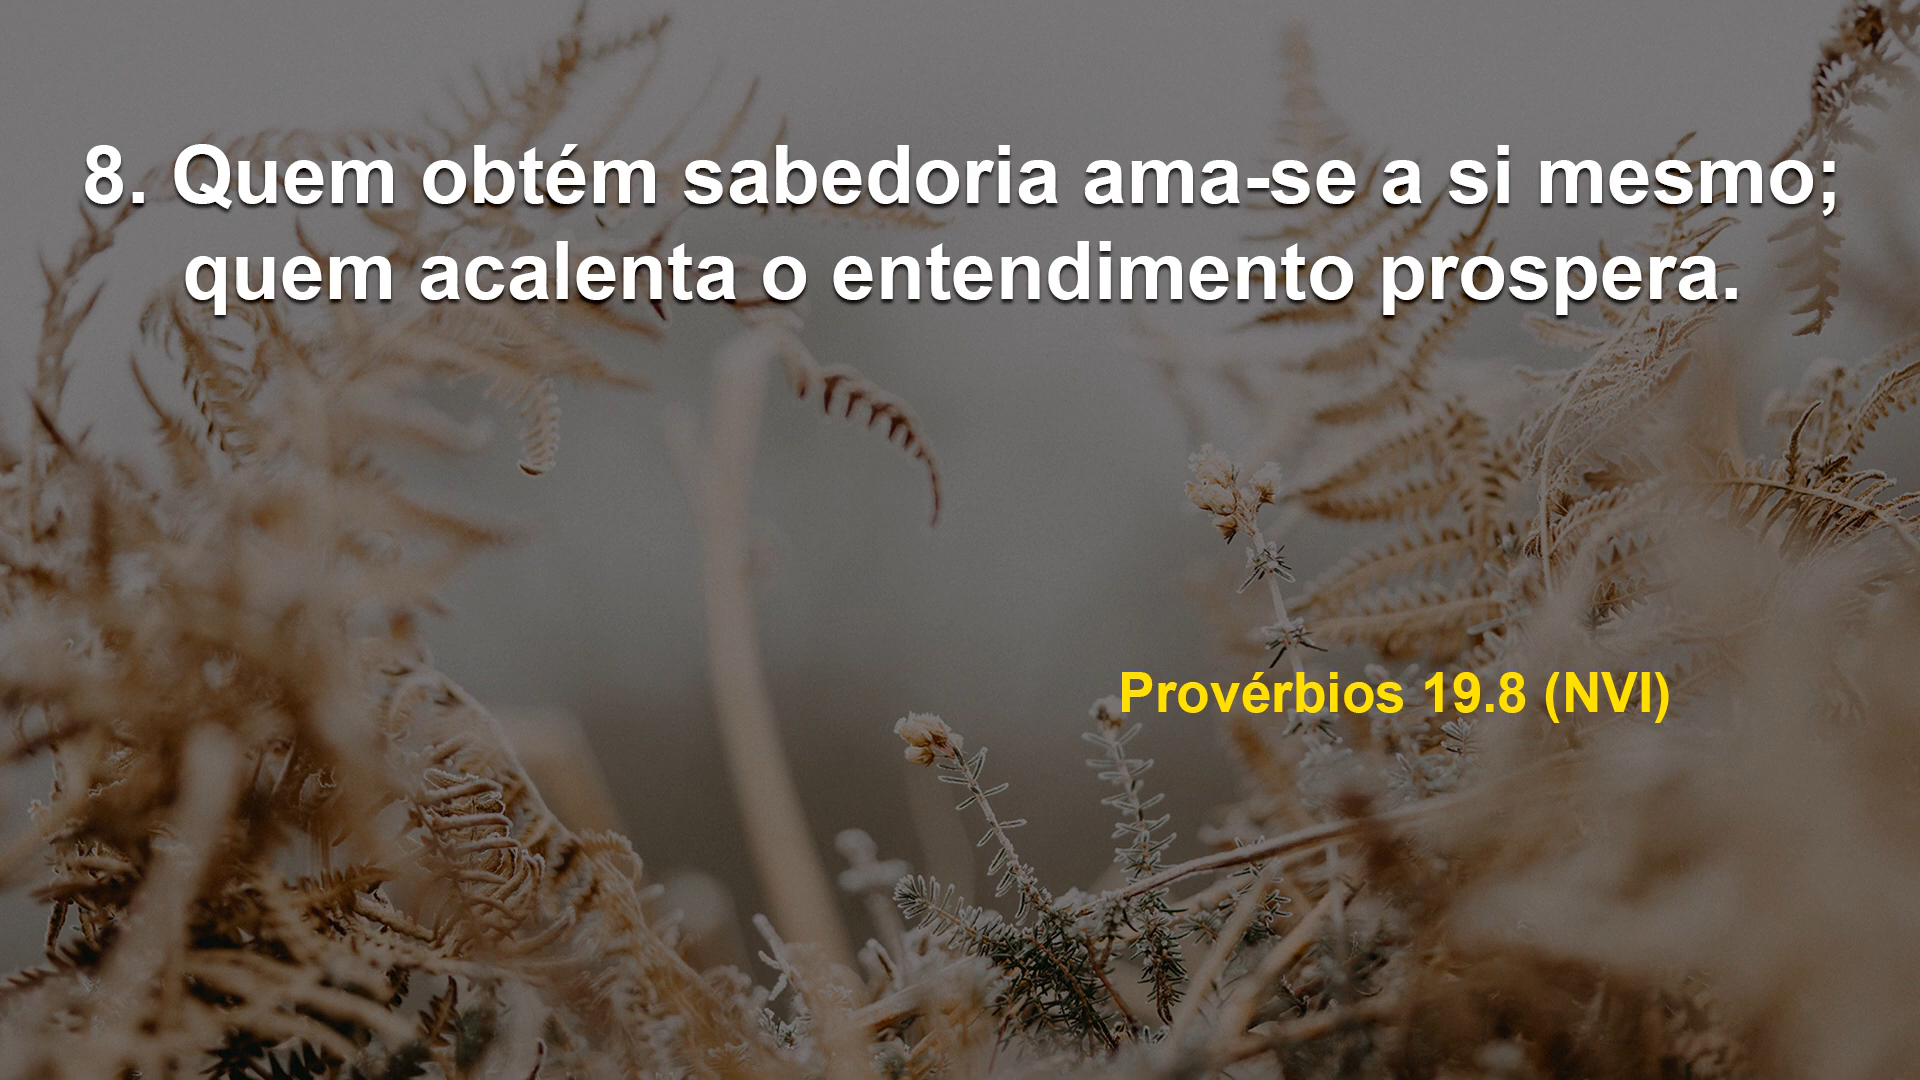 8. Quem obtém sabedoria ama-se a si mesmo;
quem acalenta o entendimento prospera.
Provérbios 19.8 (NVI)